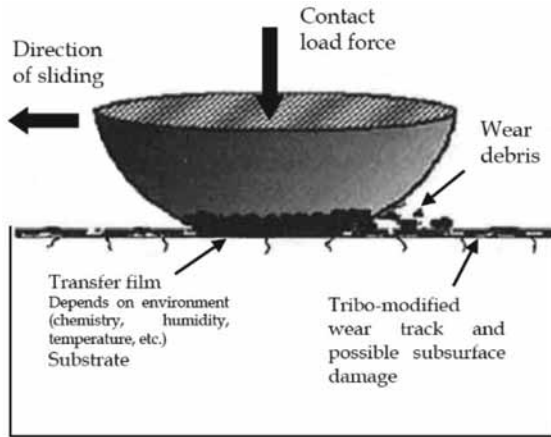 Contact
load force
Direction
of sliding
Wear
debris
Transfer film
Depends on environment
(chemistry, humidity,
temperature, etc.)
Substrate
Tribo-modified
wear track and
possible subsurface
damage